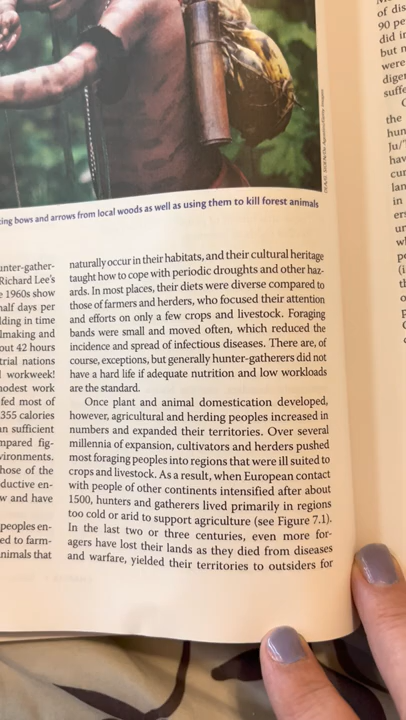 ing bows and arrows from local woods as well as using them to kill forest animals
unter-gather-
Richard Lee's
e 1960s show
half days per
lding in time
lmaking and
out 42 hours
trial nations
l workweek!
nodest work
fed most of
355 calories
an sufficient
mpared fig-
vironments.
hose of the
ductive en-
w and have
peoples en-
ed to farm-
nimals that
naturally occur in their habitats, and their cultural heritage
taught how to cope with periodic droughts and other haz-
ards. In most places, their diets were diverse compared to
those of farmers and herders, who focused their attention
and efforts on only a few crops and livestock. Foraging
bands were small and moved often, which reduced the
incidence and spread of infectious diseases. There are, of
course, exceptions, but generally hunter-gatherers did not
have a hard life if adequate nutrition and low workloads
are the standard.
Once plant and animal domestication developed,
however, agricultural and herding peoples increased in
numbers and expanded their territories. Over several
millennia of expansion, cultivators and herders pushed
most foraging peoples into regions that were ill suited to
crops and livestock. As a result, when European contact
with people of other continents intensified after about
1500, hunters and gatherers lived primarily in regions
too cold or arid to support agriculture (see Figure 7.1).
In the last two or three centuries, even more for-
agers have lost their lands as they died from diseases
and warfare, yielded their territories to outsiders for
of dis
90 pe
did in
but n
were
diger
suffe
the
hun
Ju/'
hav
cur
lan
in
er
ur
w
pe
(i
t
o